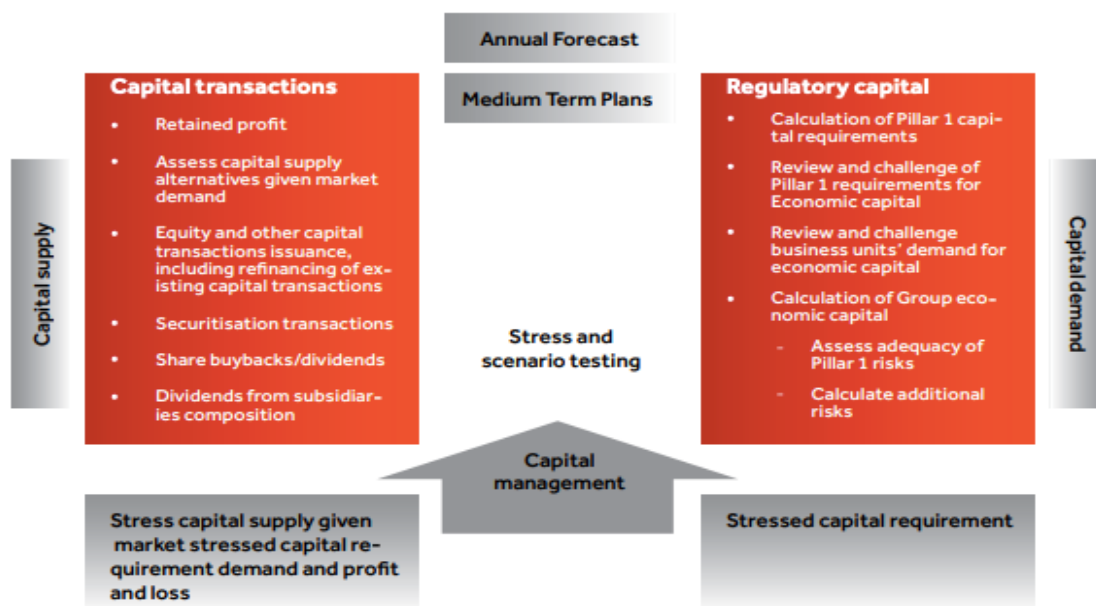 Annual Forecast
Medium Term Plans
Capital supply
Capital transactions
• Retained profit
• Assess capital supply
alternatives given market
demand
• Equity and other capital
transactions issuance,
including refinancing of ex-
isting capital transactions
• Securitisation transactions
• Share buybacks/dividends
• Dividends from subsidiar-
ies composition
Stress and
scenario testing
Regulatory capital
• Calculation of Pillar 1 capi-
tal requirements
• Review and challenge of
Pillar 1 requirements for
Economic capital
• Review and challenge
business units' demand for
economic capital
• Calculation of Group eco-
nomic capital
- Assess adequacy of
Pillar 1 risks
- Calculate additional
risks
Capital demand
Capital
management
Stress capital supply given
market stressed capital re-
quirement demand and profit
and loss
Stressed capital requirement